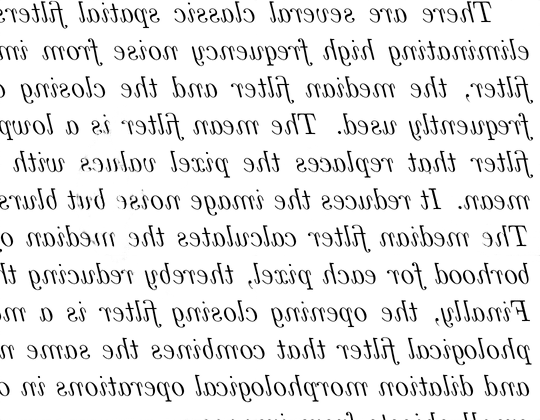 There are several classic spatial filters
eliminating high frequency noise from im
filter, the median filter and the closing o
frequently used. The mean filter is a lowp
filter that replaces the pixel values with
mean. It reduces the image noise but blurs
The median filter calculates the median o
borhood for each pixel, thereby reducing th
Finally, the opening closing filter is a m
phological filter that combines the same n
and dilation morphological operations in o